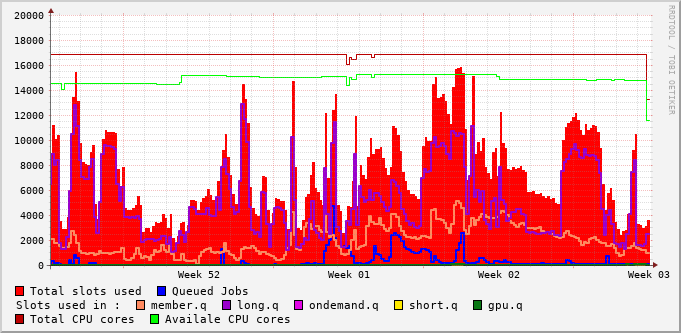 20000
18000
16000
14000
12000
10000
8000
6000
4000
2000
0
Week 52 Week 01 Week 02 Week 03
RRDTOOL / TOBI OETIKER
Total slots used Queued Jobs
Slots used in : member.q long.q ondemand.q short.q gpu.q
Total CPU cores Availale CPU cores